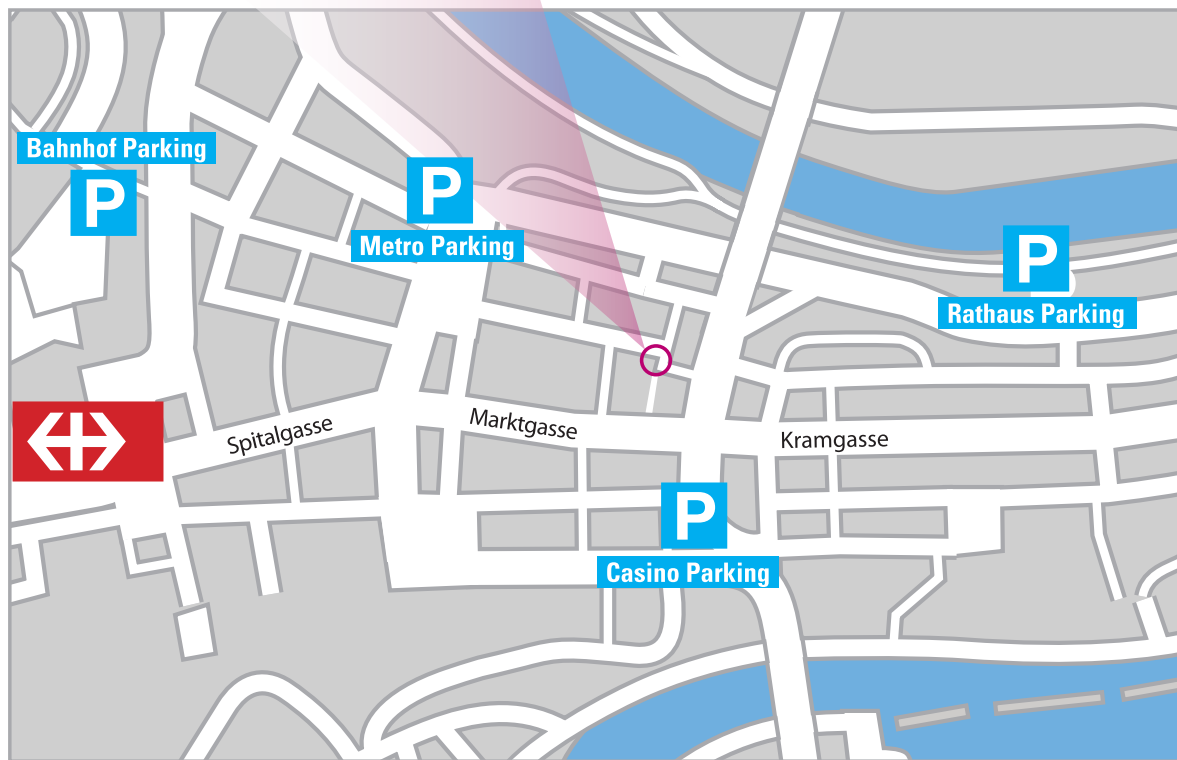 Bahnhof Parking
P
P
Metro Parking
P
Rathaus Parking
Spitalgasse
Marktgasse
Kramgasse
P
Casino Parking